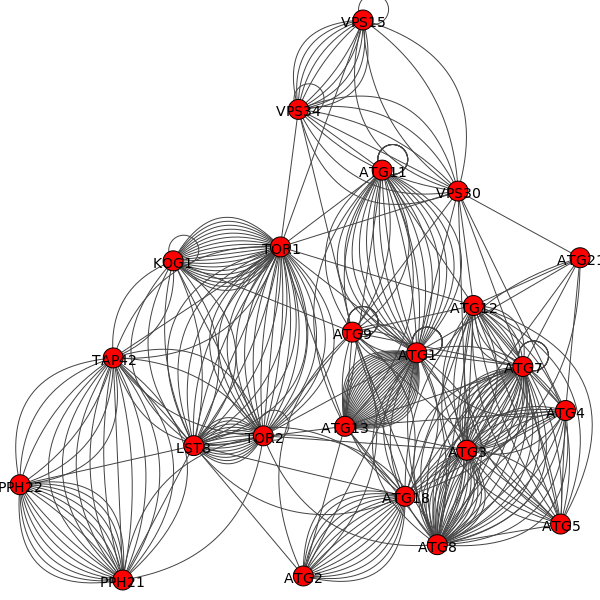 VPS15
VPS34
ATG11
VPS30
TOR1
KOG1
ATG21
ATG12
ATG9
ATG1
TAP42
ATG7
ATG4
ATG13
TOR2
LST8
ATG3
PPH22
ATG18
ATG5
ATG8
ATG2
PPH21